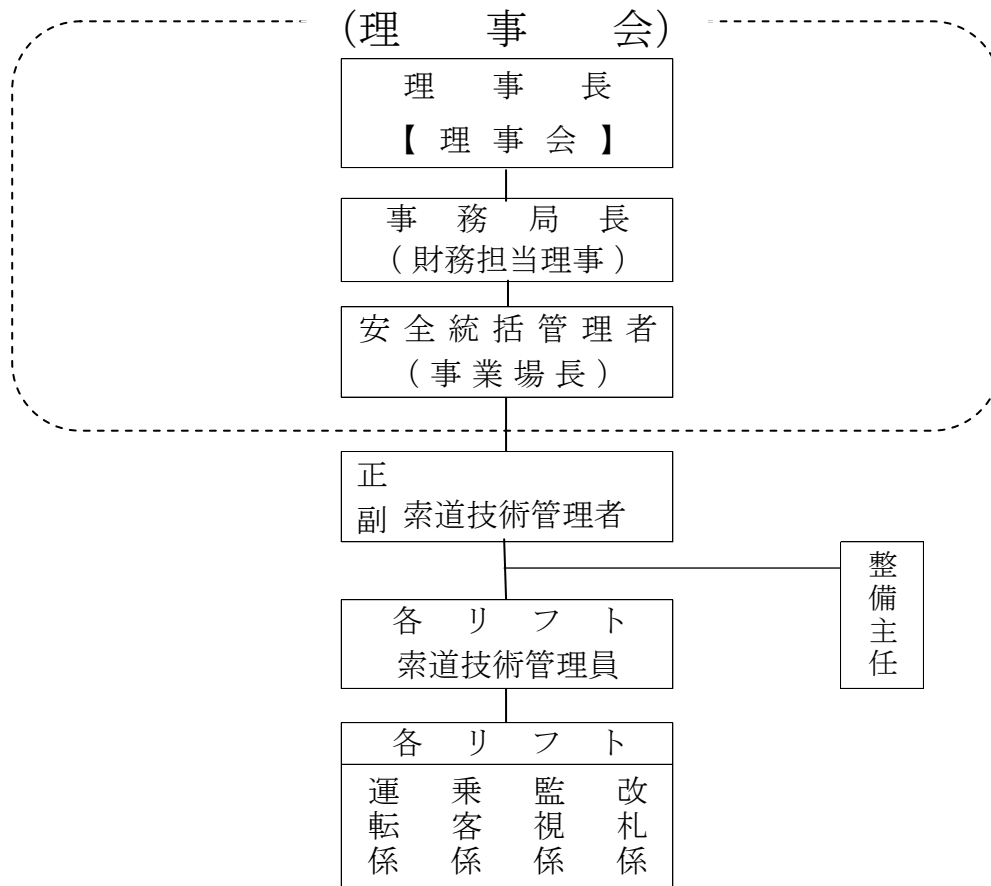 (理事会)
理事長
【理事会】
事務局長
(財務担当理事)
安全統括管理者
(事業場長)
正
副 索道技術管理者
整備主任
各リフト
索道技術管理員
各リフト
運転係
乗客係
監視係
改札係